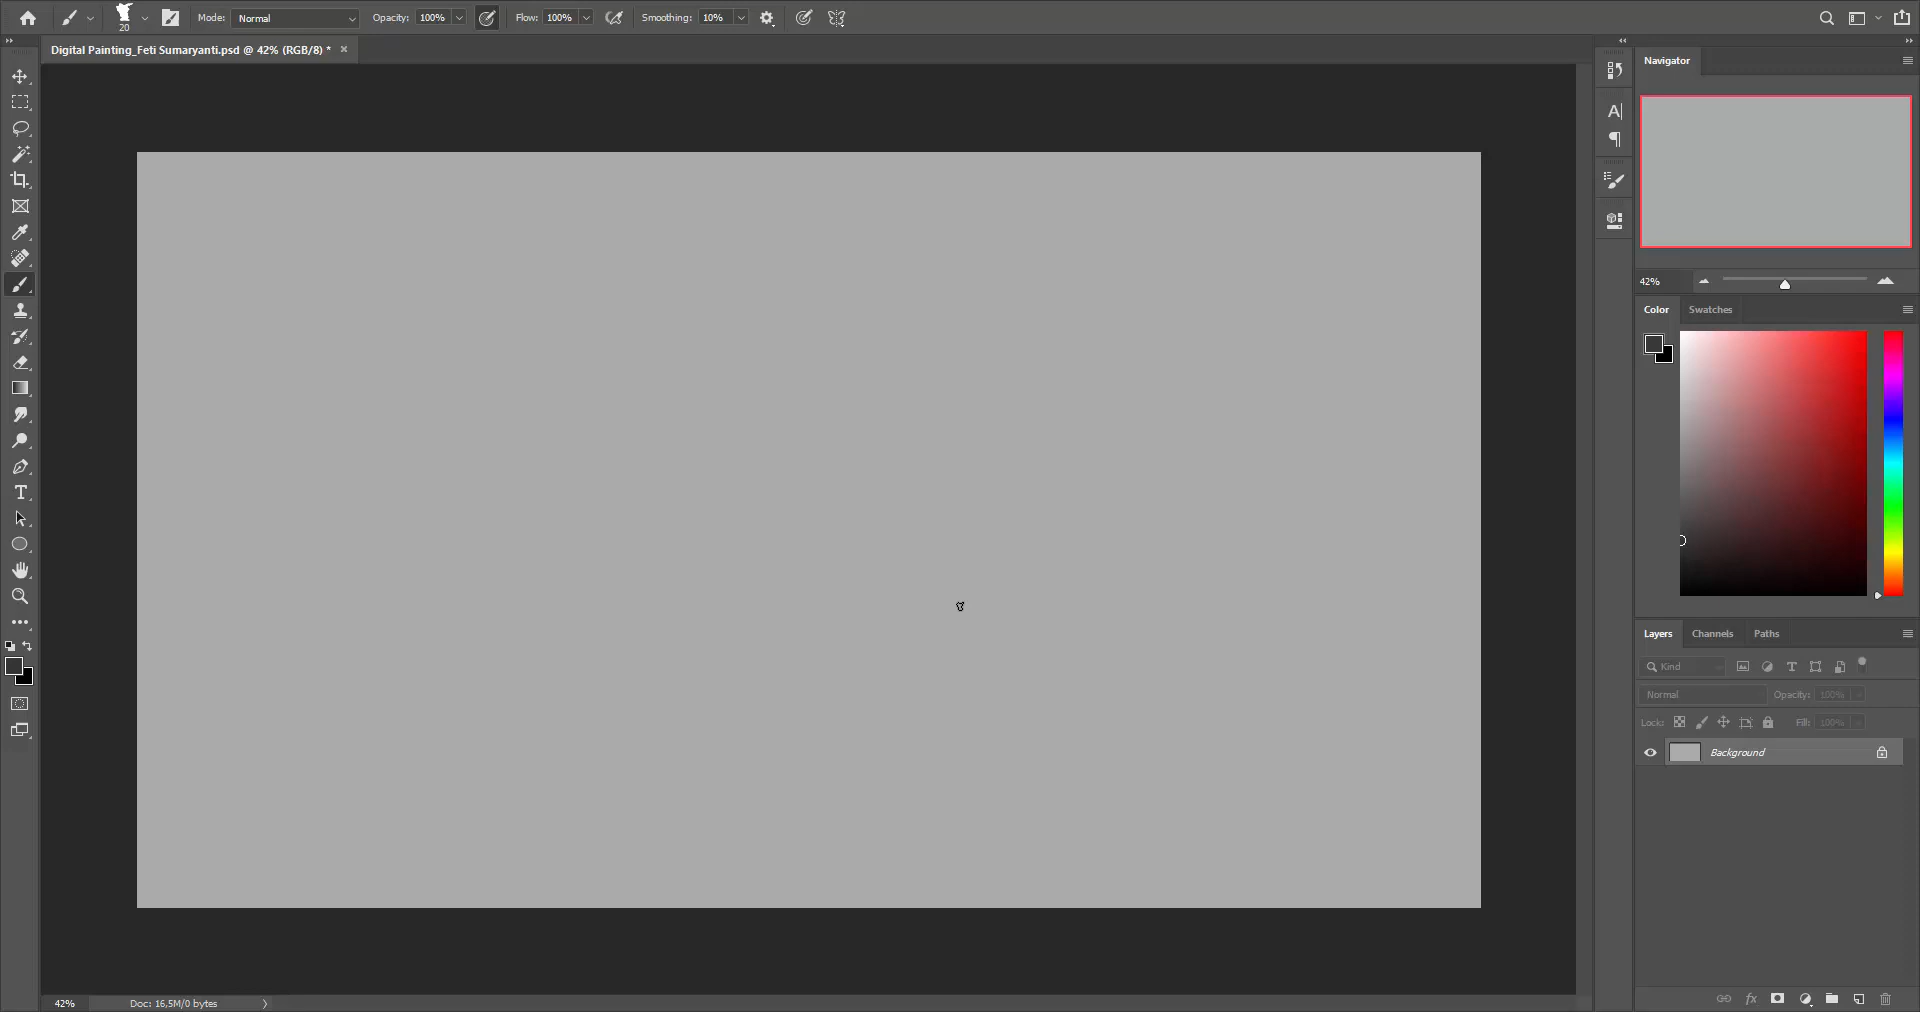 20
Mode: Normal
Opacity: 100%
Flow: 100%
Smoothing: 10%
Digital Painting_Feti Sumaryanti.psd @ 42% (RGB/8) *
Navigator
42%
Color
Swatches
Layers
Channels
Paths
Kind
Normal
Opacity: 100%
Lock:
Fill: 100%
Background
fx
42%
Doc: 16,5M/0 bytes